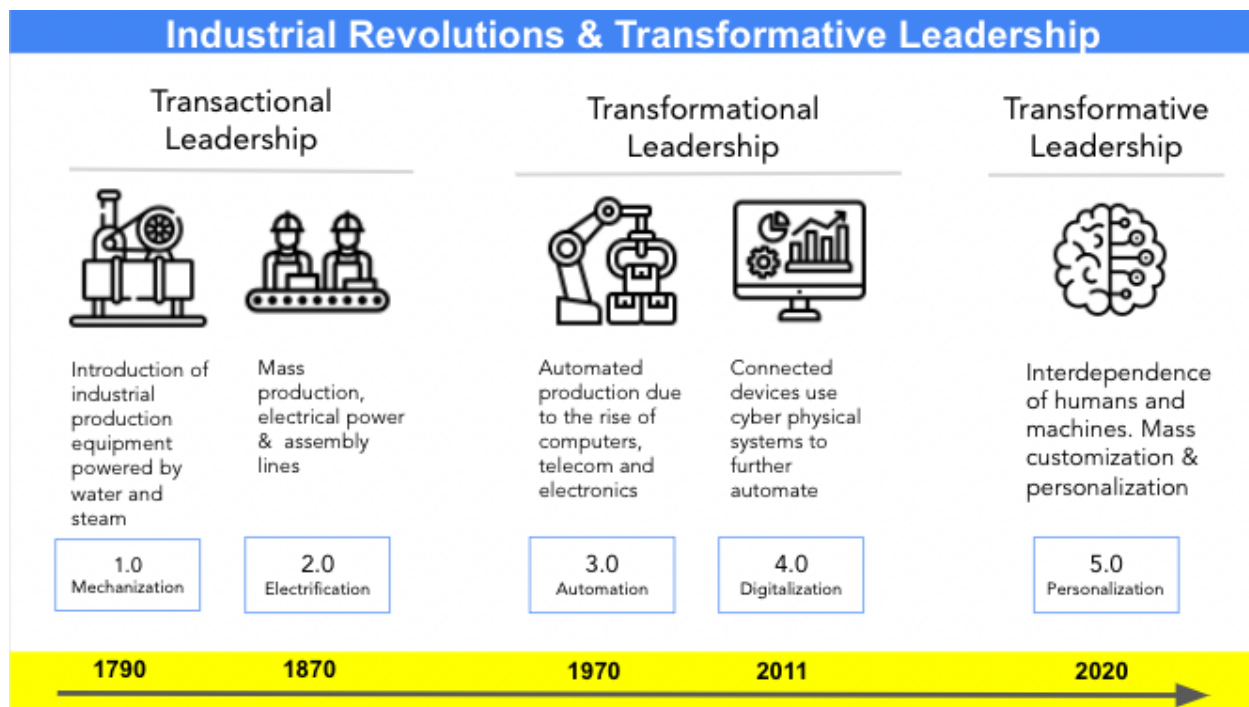 Industrial Revolutions & Transformative Leadership
Transactional
Leadership
Transformational
Leadership
Transformative
Leadership
Introduction of
industrial
production
equipment
powered by
water and
steam
Mass
production,
electrical power
& assembly
lines
Automated
production due
to the rise of
computers,
telecom and
electronics
Connected
devices use
cyber physical
systems to
further
automate
Interdependence
of humans and
machines. Mass
customization &
personalization
1.0
Mechanization
2.0
Electrification
3.0
Automation
4.0
Digitalization
5.0
Personalization
1790
1870
1970
2011
2020